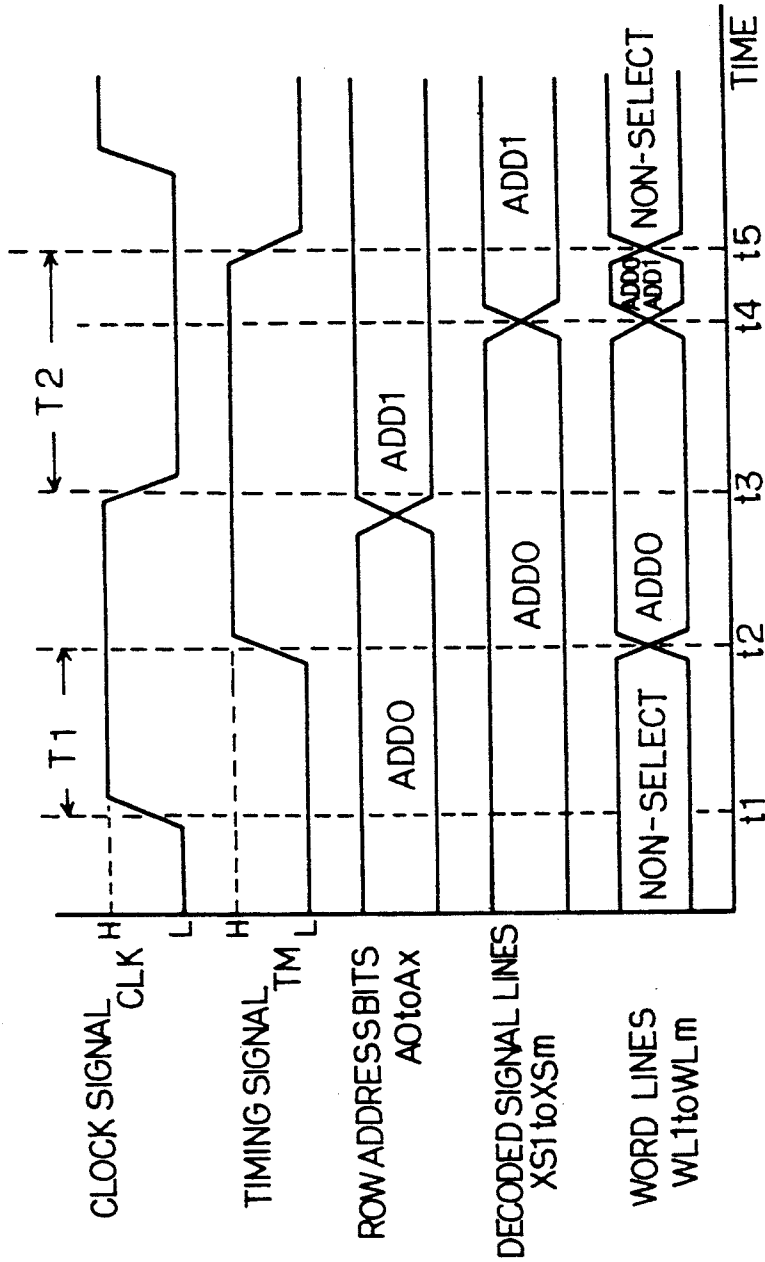 CLOCK SIGNAL
CLK
H
L
T1
T2
TIMING SIGNAL
TM
H
L
ROW ADDRESS BITS
A0 to Ax
ADD0
ADD1
DECODED SIGNAL LINES
XS1 to XSm
ADD0
ADD1
WORD LINES
WL1 to WLm
NON-SELECT
ADD0
ADD0
ADD1
NON-SELECT
t1
t2
t3
t4
t5
TIME